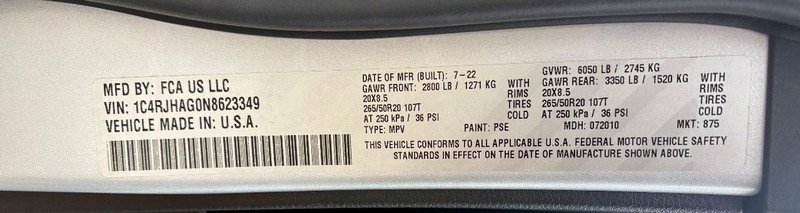 MFD BY: FCA US LLC
VIN: 1C4RJHAG0N8623349
VEHICLE MADE IN: U.S.A.
DATE OF MFR (BUILT): 7-22
GAWR FRONT: 2800 LB / 1271 KG WITH
20X8.5 RIMS
265/50R20 107T
AT 250 kPa / 36 PSI COLD
TYPE: MPV PAINT: PSE
GVWR: 6050 LB / 2745 KG
GAWR REAR: 3350 LB / 1520 KG WITH
20X8.5 RIMS
265/50R20 107T
AT 250 kPa / 36 PSI COLD
MDH: 072010 MKT: 875
THIS VEHICLE CONFORMS TO ALL APPLICABLE U.S.A. FEDERAL MOTOR VEHICLE SAFETY
STANDARDS IN EFFECT ON THE DATE OF MANUFACTURE SHOWN ABOVE.